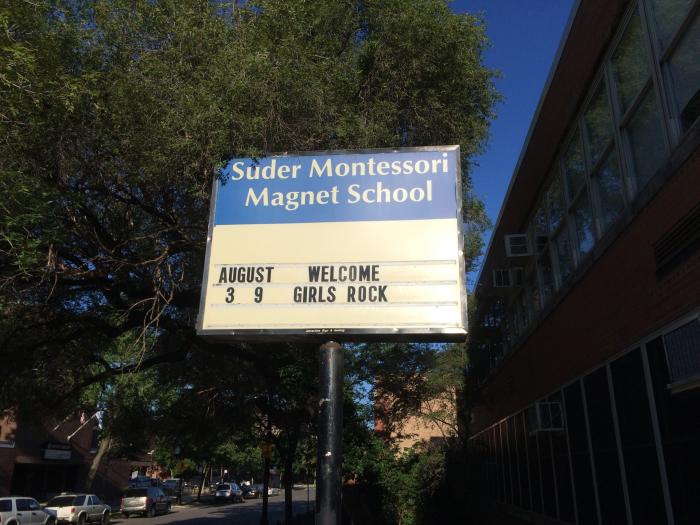 Suder Montessori
Magnet School
AUGUST WELCOME
3 9 GIRLS ROCK